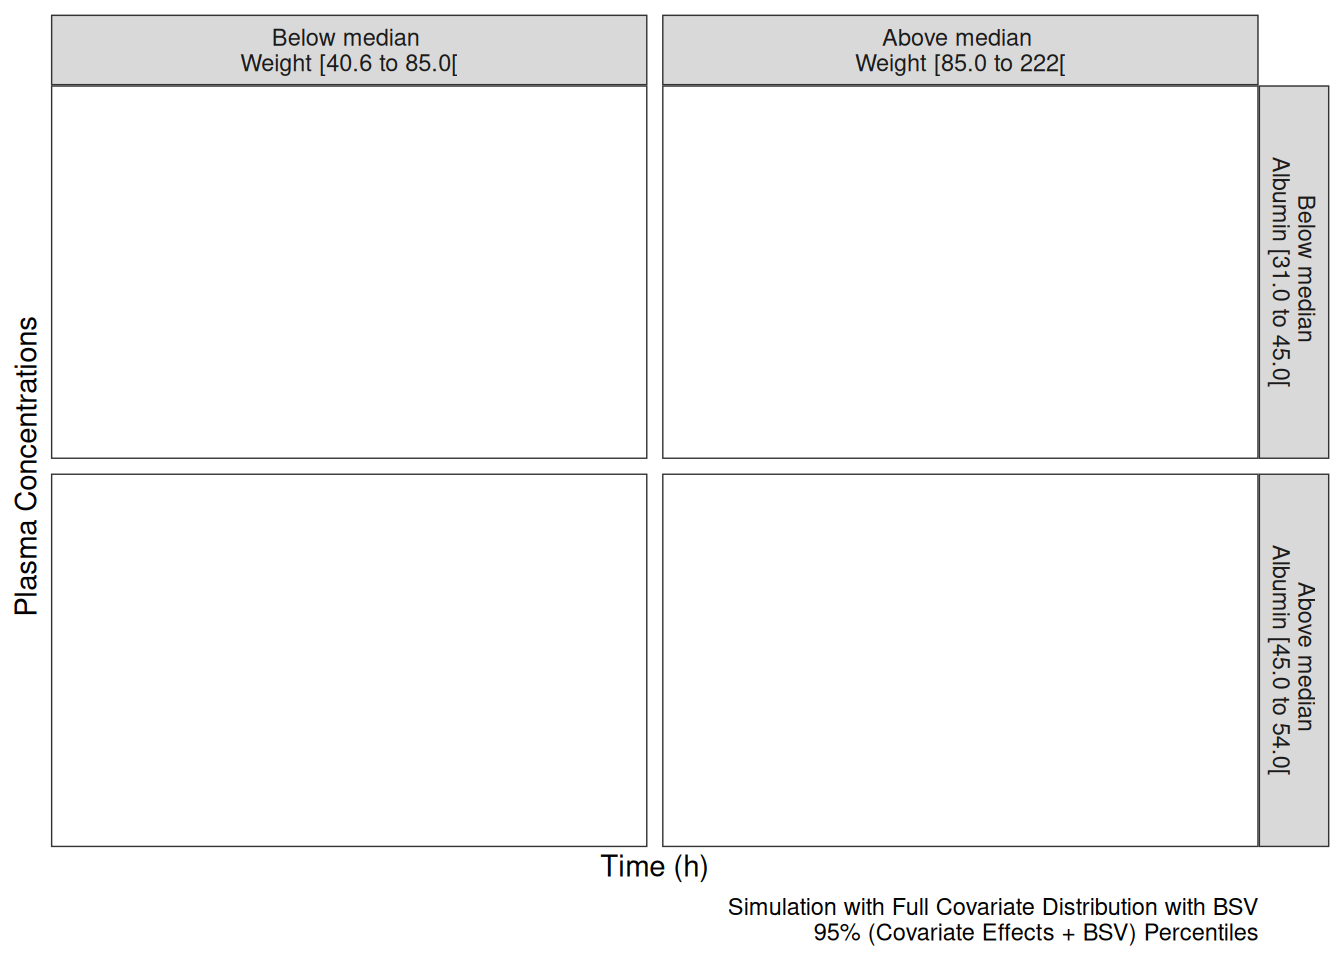 Below median
Weight [40.6 to 85.0[
Above median
Weight [85.0 to 222[
Below median
Albumin [31.0 to 45.0[
Above median
Albumin [45.0 to 54.0[
Plasma Concentrations
Time (h)
Simulation with Full Covariate Distribution with BSV
95% (Covariate Effects + BSV) Percentiles